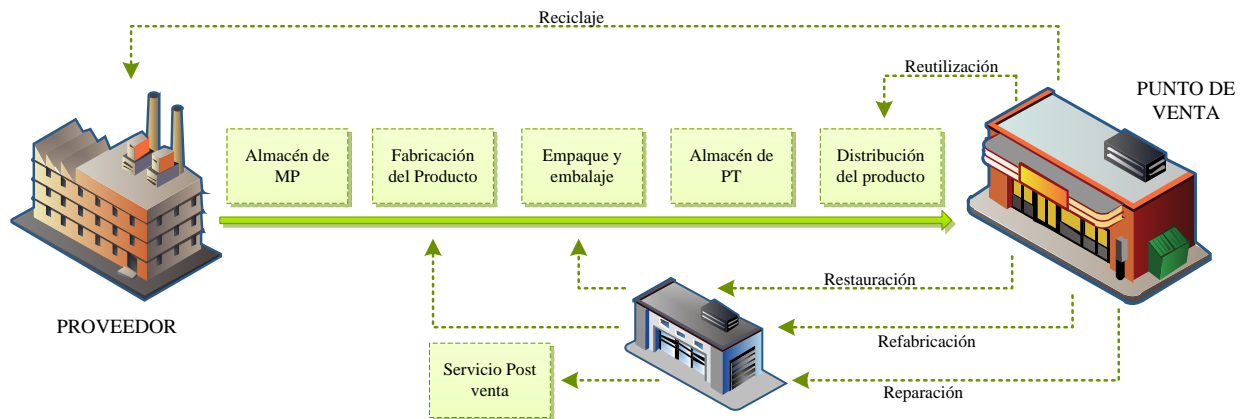 Reciclaje
Reutilización
PUNTO DE
VENTA
Almacén de
MP
Fabricación
del Producto
Empaque y
embalaje
Almacén de
PT
Distribución
del producto
Restauración
PROVEEDOR
Refabricación
Servicio Post
venta
Reparación